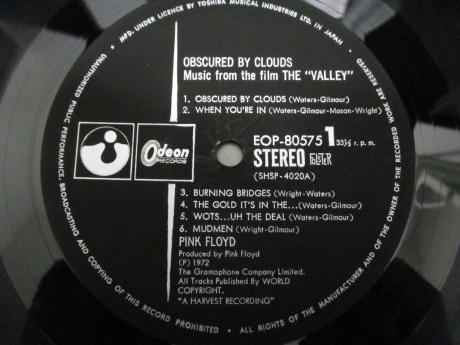 MFD. UNDER LICENCE BY TOSHIBA MUSICAL INDUSTRIES LTD. IN JAPAN.
ALL RIGHTS OF THE MANUFACTURER AND OF THE OWNER OF THE RECORDED WORK ARE RESERVED
UNAUTHORIZED PUBLIC PERFORMANCE, BROADCASTING AND COPYING OF THIS RECORD PROHIBITED
OBSCURED BY CLOUDS
Music from the film THE "VALLEY"
1. OBSCURED BY CLOUDS (Waters-Gilmour)
2. WHEN YOU'RE IN (Waters-Gilmour-Mason-Wright)
Odeon
RECORDS
EOP-80575 1 33⅓ r. p. m.
STEREO
(SHSP-4020A)
3. BURNING BRIDGES (Wright-Waters)
4. THE GOLD IT'S IN THE...(Waters-Gilmour)
5. WOTS...UH THE DEAL (Waters-Gilmour)
6. MUDMEN (Wright-Gilmour)
PINK FLOYD
Produced by Pink Floyd
(P) 1972
The Gramophone Company Limited.
All Tracks Published By WORLD
COPYRIGHT.
"A HARVEST RECORDING"